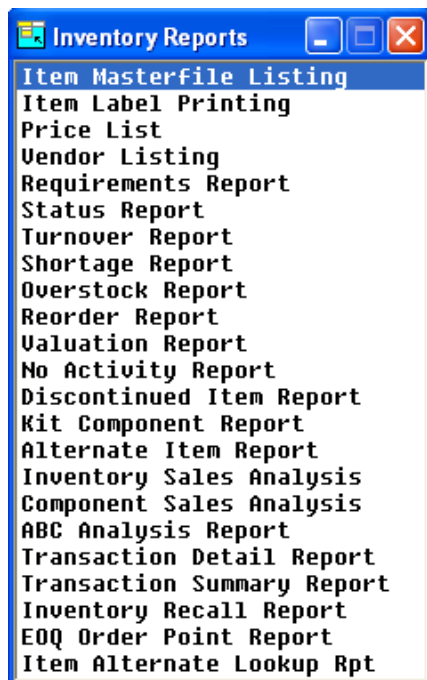 Inventory Reports
Item Masterfile Listing
Item Label Printing
Price List
Vendor Listing
Requirements Report
Status Report
Turnover Report
Shortage Report
Overstock Report
Reorder Report
Valuation Report
No Activity Report
Discontinued Item Report
Kit Component Report
Alternate Item Report
Inventory Sales Analysis
Component Sales Analysis
ABC Analysis Report
Transaction Detail Report
Transaction Summary Report
Inventory Recall Report
EOQ Order Point Report
Item Alternate Lookup Rpt